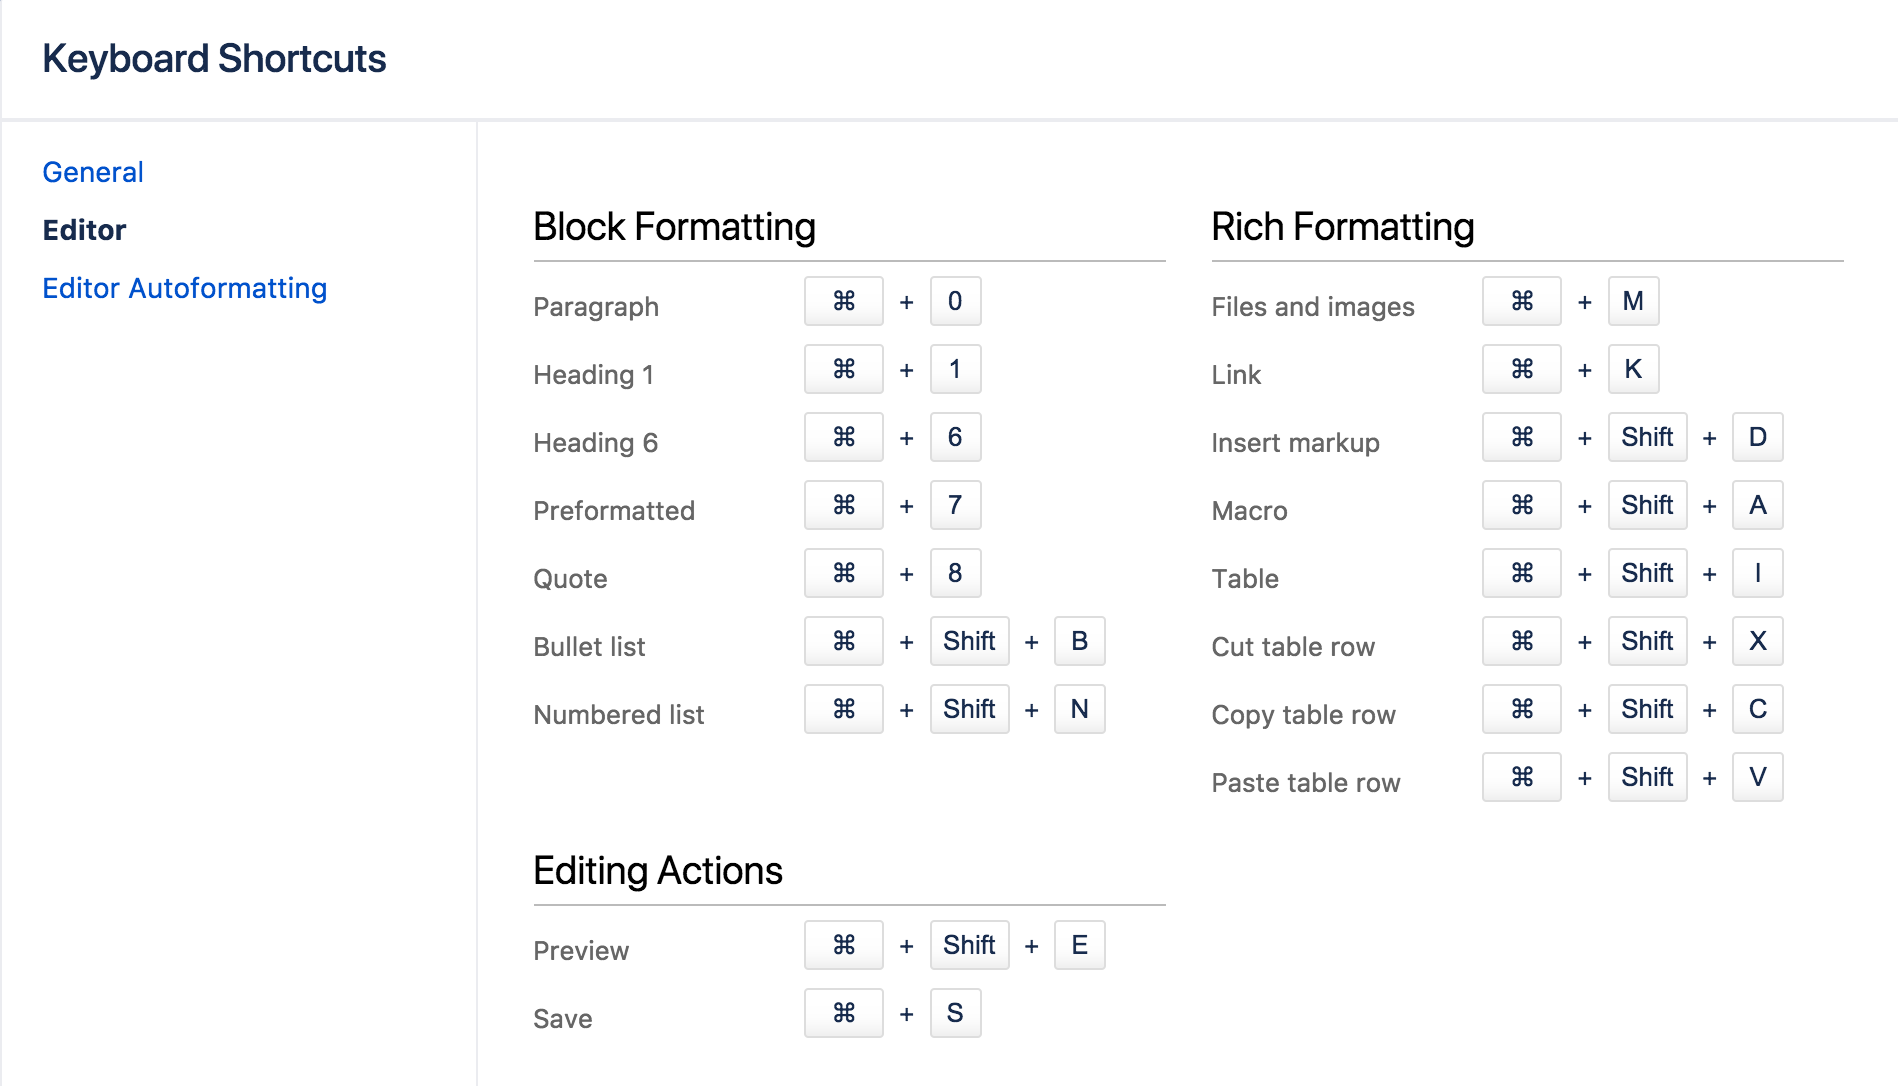 Keyboard Shortcuts
General
Editor
Editor Autoformatting
Block Formatting
Paragraph ⌘ + 0
Heading 1 ⌘ + 1
Heading 6 ⌘ + 6
Preformatted ⌘ + 7
Quote ⌘ + 8
Bullet list ⌘ + Shift + B
Numbered list ⌘ + Shift + N
Rich Formatting
Files and images ⌘ + M
Link ⌘ + K
Insert markup ⌘ + Shift + D
Macro ⌘ + Shift + A
Table ⌘ + Shift + I
Cut table row ⌘ + Shift + X
Copy table row ⌘ + Shift + C
Paste table row ⌘ + Shift + V
Editing Actions
Preview ⌘ + Shift + E
Save ⌘ + S